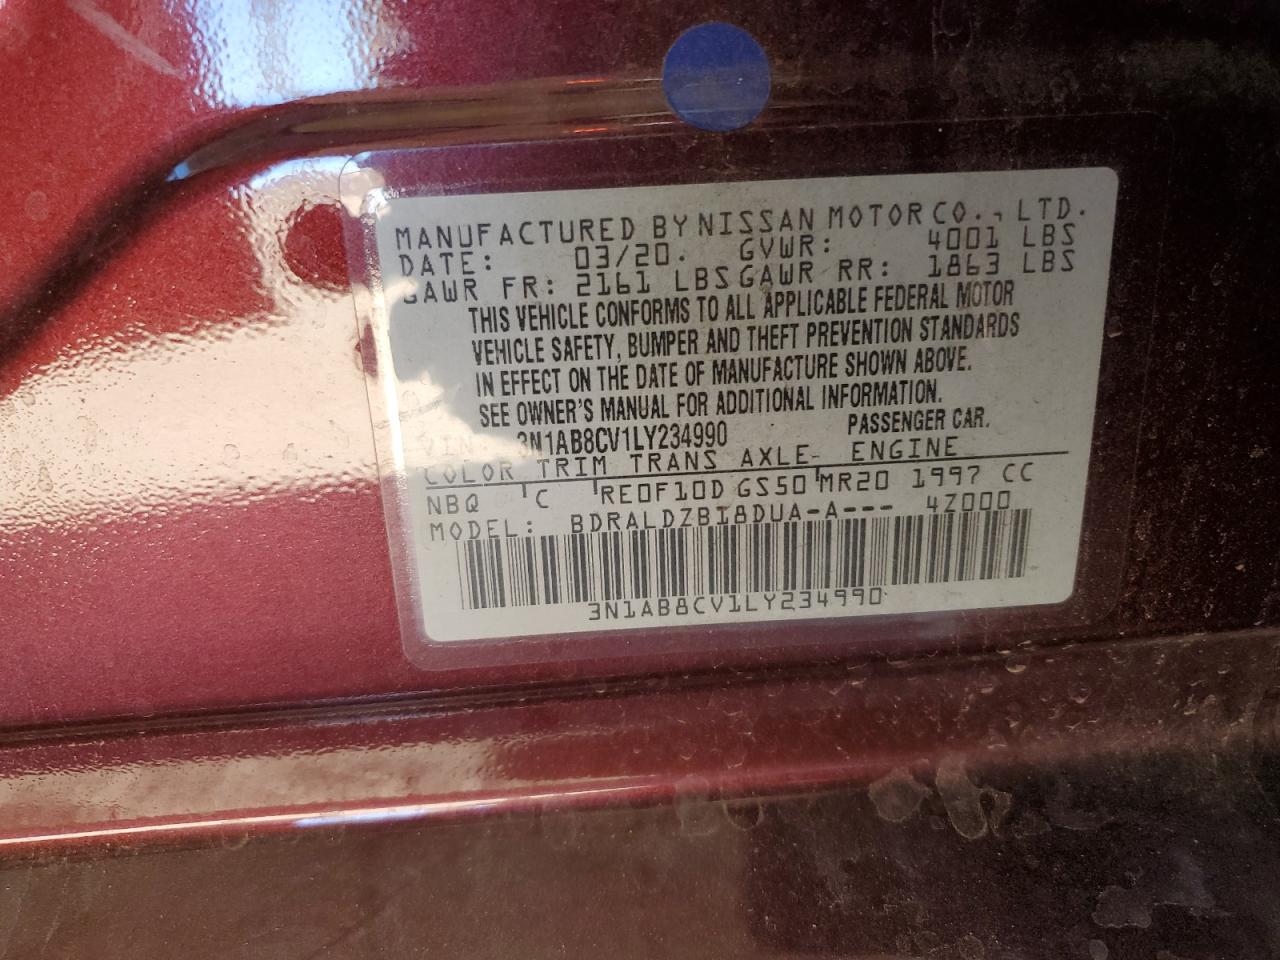 MANUFACTURED BY NISSAN MOTOR CO., LTD.
DATE: 03/20. GVWR: 4001 LBS
GAWR FR: 2161 LBS GAWR RR: 1863 LBS
THIS VEHICLE CONFORMS TO ALL APPLICABLE FEDERAL MOTOR
VEHICLE SAFETY, BUMPER AND THEFT PREVENTION STANDARDS
IN EFFECT ON THE DATE OF MANUFACTURE SHOWN ABOVE.
SEE OWNER'S MANUAL FOR ADDITIONAL INFORMATION.
VIN 3N1AB8CV1LY234990 PASSENGER CAR.
COLOR TRIM TRANS AXLE ENGINE
NBQ C RE0F10D GS50 MR20 1997 CC
MODEL: BDRALDZBI8DUA-A--- 4Z000
3N1AB8CV1LY234990